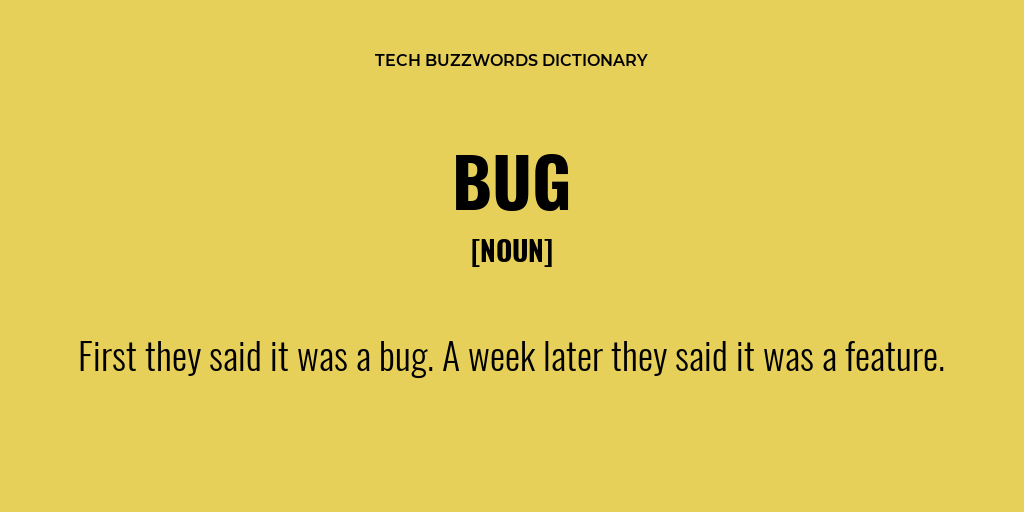 TECH BUZZWORDS DICTIONARY
BUG
[NOUN]
First they said it was a bug. A week later they said it was a feature.